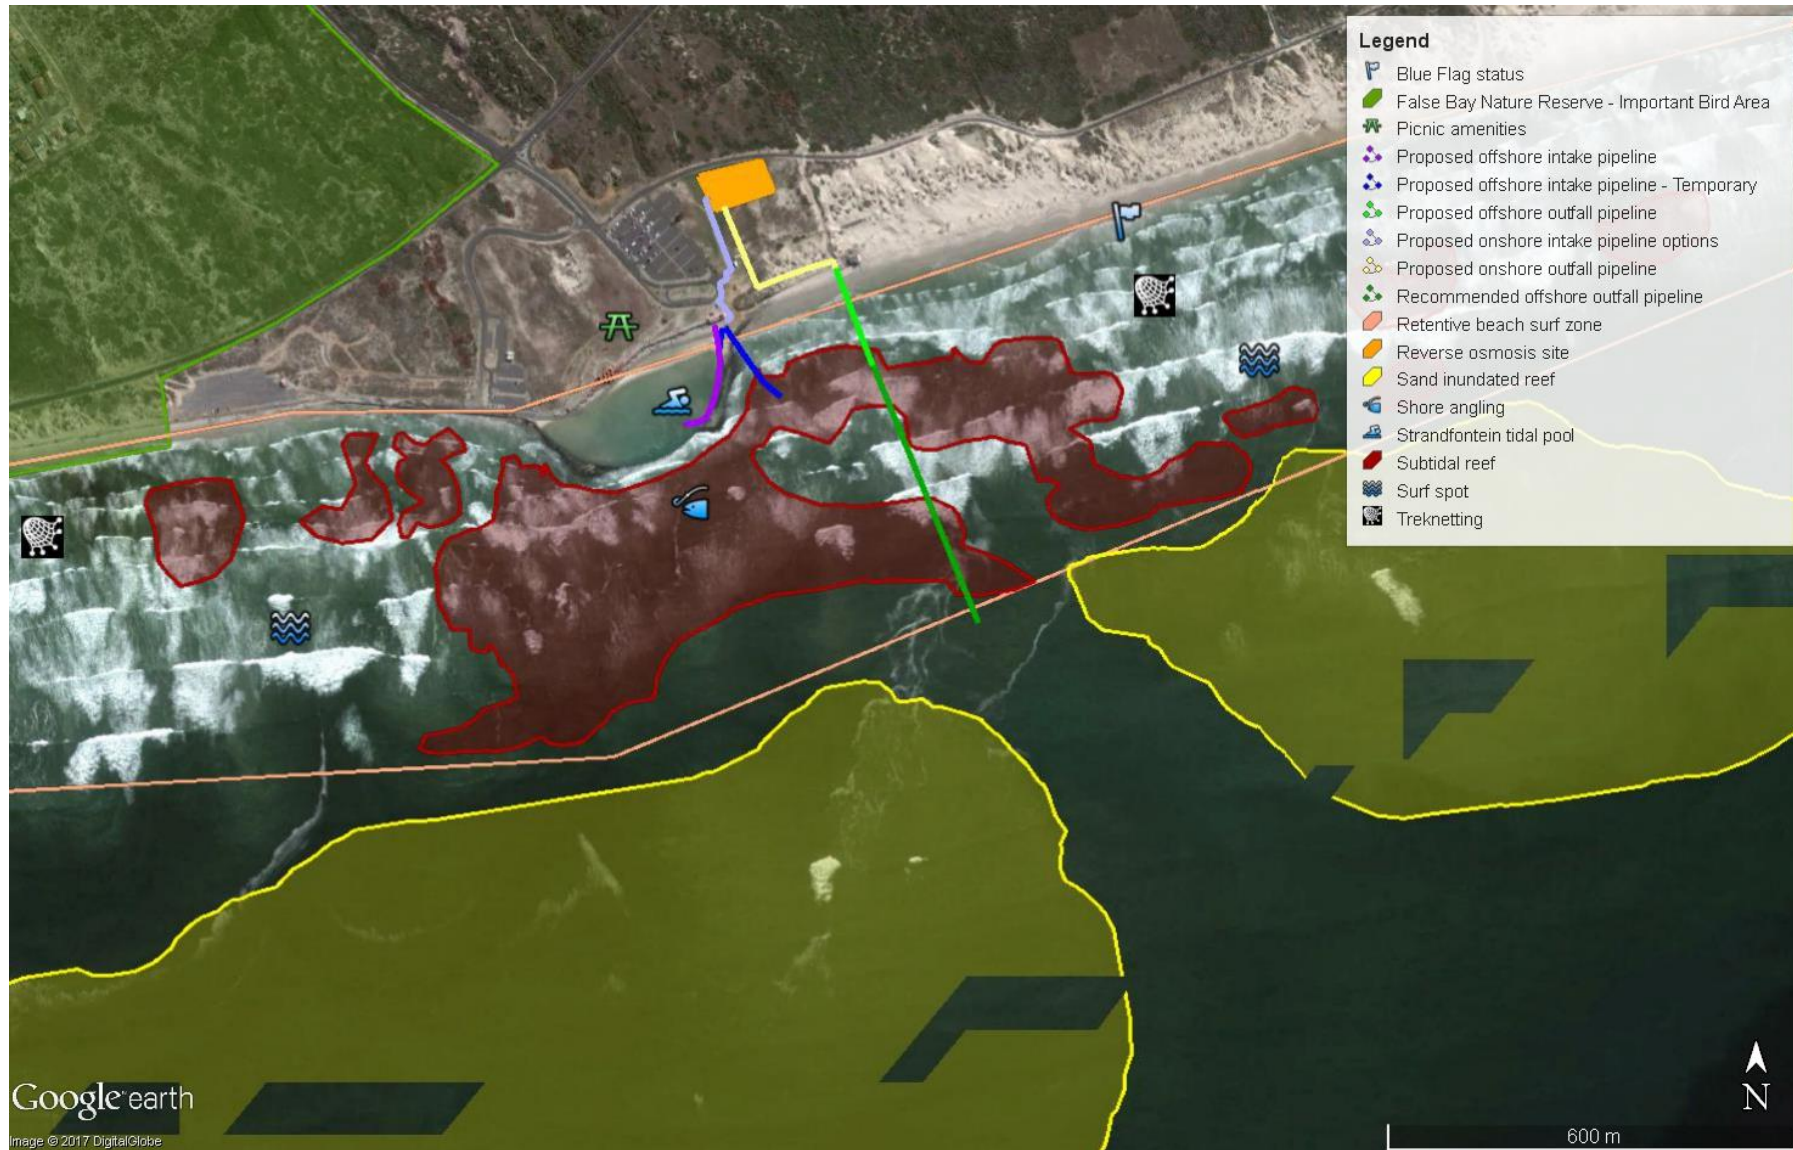 Legend
Blue Flag status
False Bay Nature Reserve - Important Bird Area
Picnic amenities
Proposed offshore intake pipeline
Proposed offshore intake pipeline - Temporary
Proposed offshore outfall pipeline
Proposed onshore intake pipeline options
Proposed onshore outfall pipeline
Recommended offshore outfall pipeline
Retentive beach surf zone
Reverse osmosis site
Sand inundated reef
Shore angling
Strandfontein tidal pool
Subtidal reef
Surf spot
Treknetting
Google earth
Image © 2017 DigitalGlobe
N
600 m